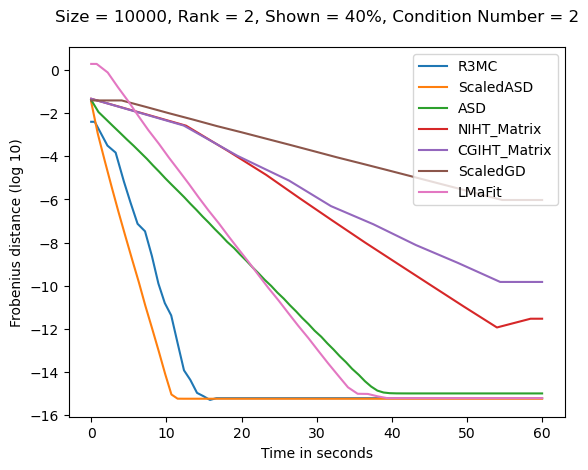 Size = 10000, Rank = 2, Shown = 40%, Condition Number = 2
R3MC
ScaledASD
ASD
NIHT_Matrix
CGIHT_Matrix
ScaledGD
LMaFit
Frobenius distance (log 10)
0
−2
−4
−6
−8
−10
−12
−14
−16
0 10 20 30 40 50 60
Time in seconds